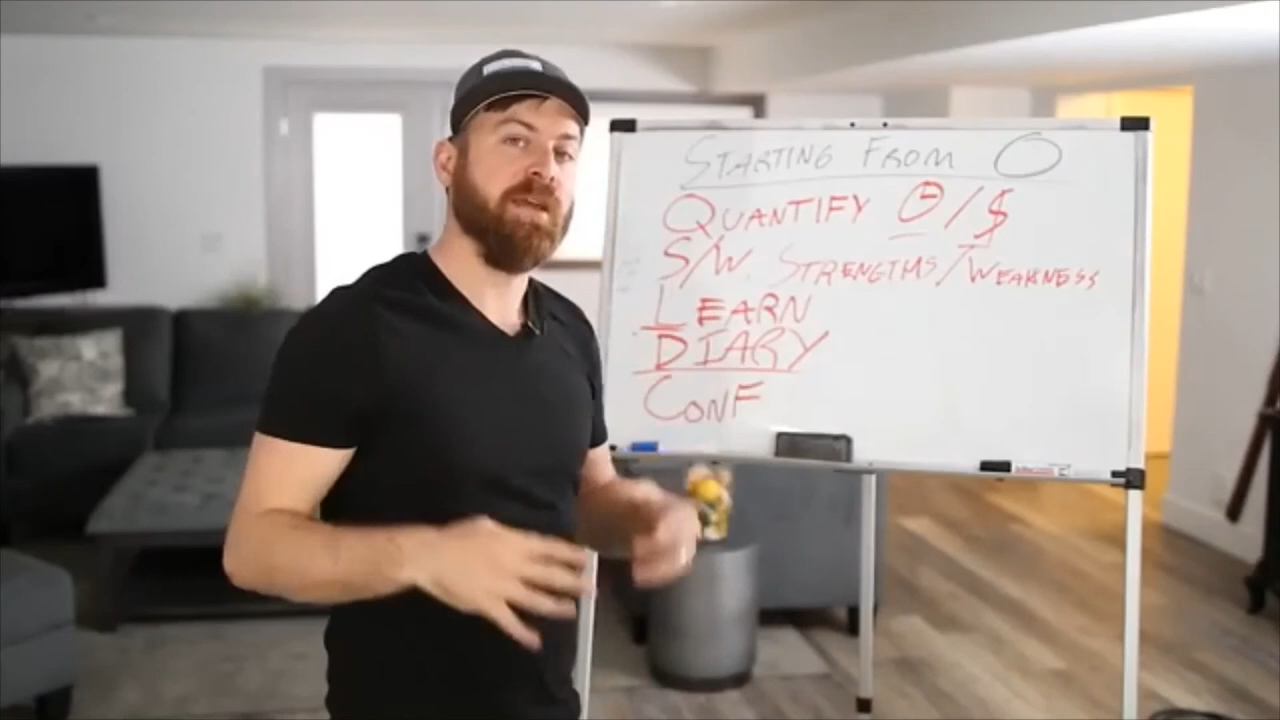 STARTING FROM 0
QUANTIFY 🕒/$
S/W. STRENGTHS/WEAKNESS
LEARN
DIARY
CONF